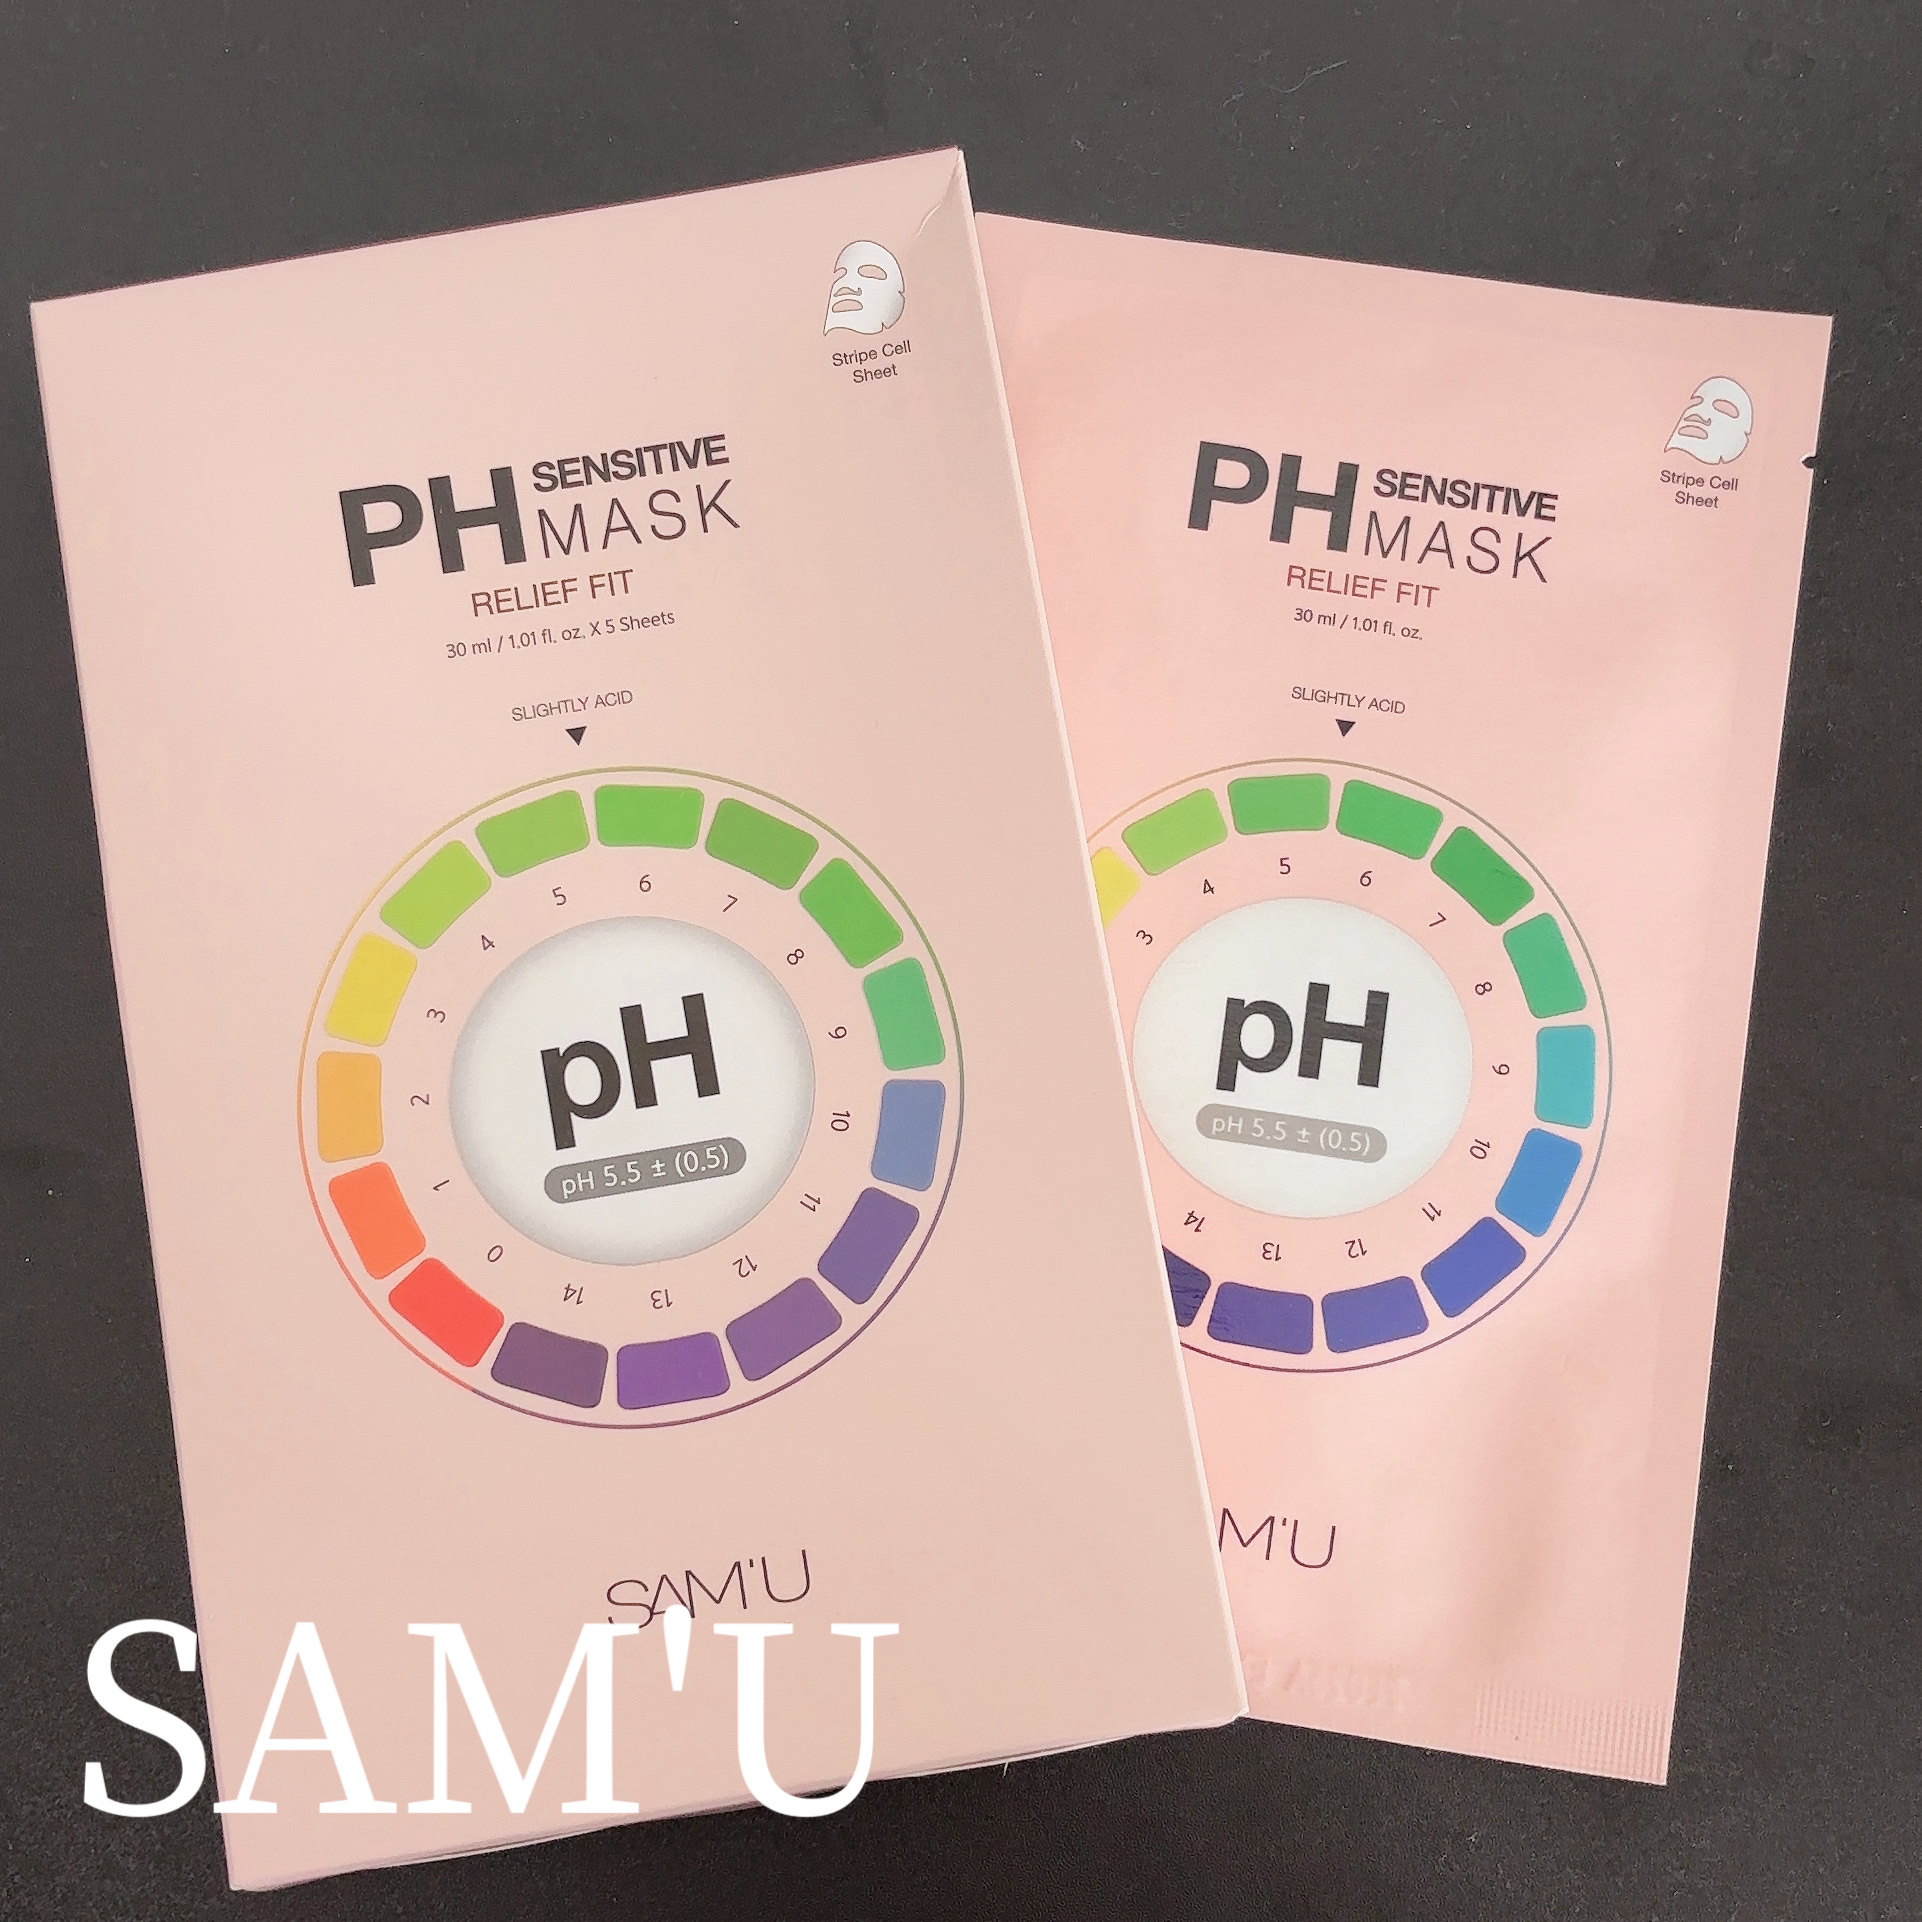 Stripe Cell
Sheet
PH SENSITIVE
MASK
RELIEF FIT
30 ml / 1.01 fl. oz. X 5 Sheets
SLIGHTLY ACID
0
1
2
3
4
5
6
7
8
9
10
11
12
13
14
pH
pH 5.5 ± (0.5)
SAM'U
Stripe Cell
Sheet
PH SENSITIVE
MASK
RELIEF FIT
30 ml / 1.01 fl. oz.
SLIGHTLY ACID
3
4
5
6
7
8
9
10
11
12
13
14
pH
pH 5.5 ± (0.5)
M'U
SAM'U